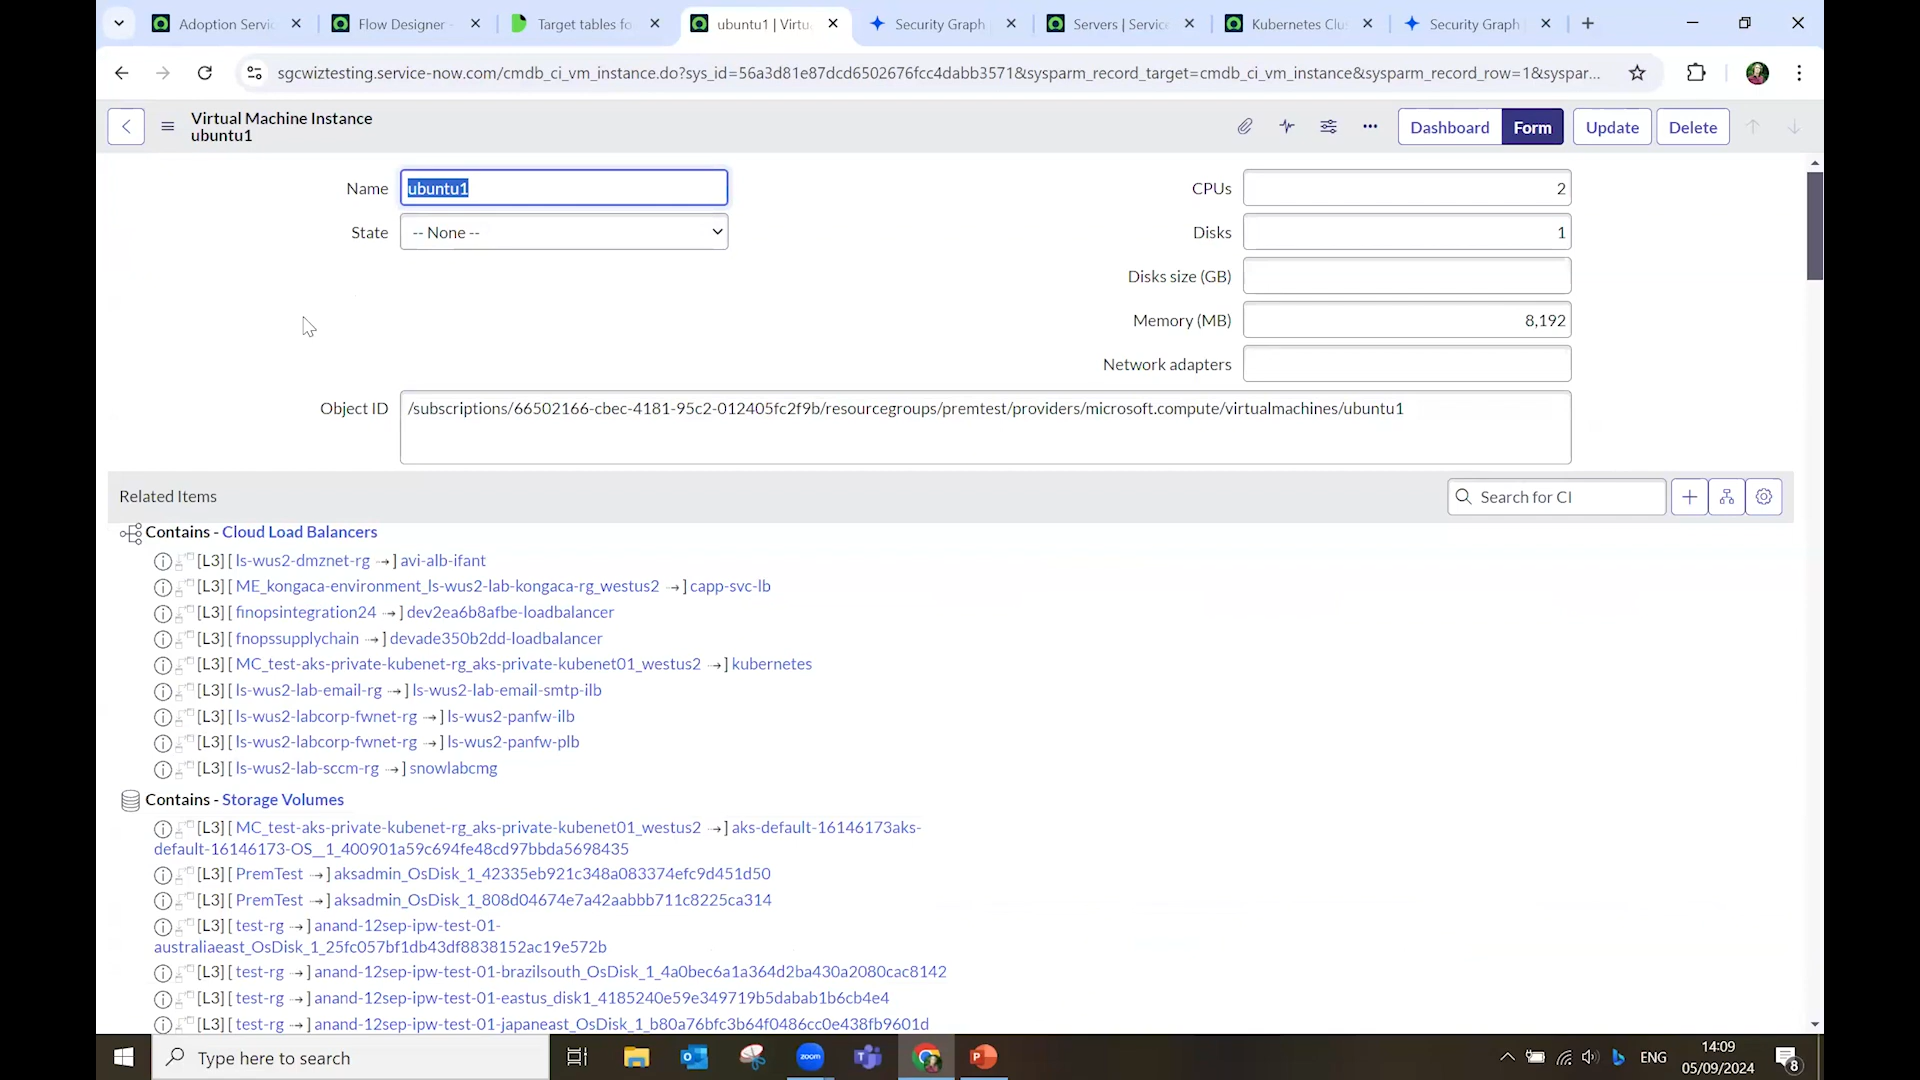 Adoption Servic
Flow Designer -
Target tables fo
ubuntu1 | Virtu
Security Graph
Servers | Service
Kubernetes Clu
Security Graph
sgcwiztesting.service-now.com/cmdb_ci_vm_instance.do?sys_id=56a3d81e87dcd6502676fcc4dabb3571&sysparm_record_target=cmdb_ci_vm_instance&sysparm_record_row=1&syspar...
Virtual Machine Instance
ubuntu1
Dashboard
Form
Update
Delete
Name ubuntu1
CPUs 2
State -- None --
Disks 1
Disks size (GB)
Memory (MB) 8,192
Network adapters
Object ID /subscriptions/66502166-cbec-4181-95c2-012405fc2f9b/resourcegroups/premtest/providers/microsoft.compute/virtualmachines/ubuntu1
Related Items
Search for CI
Contains - Cloud Load Balancers
[L3] [ ls-wus2-dmznet-rg → ] avi-alb-ifant
[L3] [ ME_kongaca-environment_ls-wus2-lab-kongaca-rg_westus2 → ] capp-svc-lb
[L3] [ finopsintegration24 → ] dev2ea6b8afbe-loadbalancer
[L3] [ fnopssupplychain → ] devade350b2dd-loadbalancer
[L3] [ MC_test-aks-private-kubenet-rg_aks-private-kubenet01_westus2 → ] kubernetes
[L3] [ ls-wus2-lab-email-rg → ] ls-wus2-lab-email-smtp-ilb
[L3] [ ls-wus2-labcorp-fwnet-rg → ] ls-wus2-panfw-ilb
[L3] [ ls-wus2-labcorp-fwnet-rg → ] ls-wus2-panfw-plb
[L3] [ ls-wus2-lab-sccm-rg → ] snowlabcmg
Contains - Storage Volumes
[L3] [ MC_test-aks-private-kubenet-rg_aks-private-kubenet01_westus2 → ] aks-default-16146173aks-
default-16146173-OS__1_400901a59c694fe48cd97bbda5698435
[L3] [ PremTest → ] aksadmin_OsDisk_1_42335eb921c348a083374efc9d451d50
[L3] [ PremTest → ] aksadmin_OsDisk_1_808d04674e7a42aabbb711c8225ca314
[L3] [ test-rg → ] anand-12sep-ipw-test-01-
australiaeast_OsDisk_1_25fc057bf1db43df8838152ac19e572b
[L3] [ test-rg → ] anand-12sep-ipw-test-01-brazilsouth_OsDisk_1_4a0bec6a1a364d2ba430a2080cac8142
[L3] [ test-rg → ] anand-12sep-ipw-test-01-eastus_disk1_4185240e59e349719b5dabab1b6cb4e4
[L3] [ test-rg → ] anand-12sep-ipw-test-01-japaneast_OsDisk_1_b80a76bfc3b64f0486cc0e438fb9601d
Type here to search
zoom
ENG
14:09
05/09/2024
8